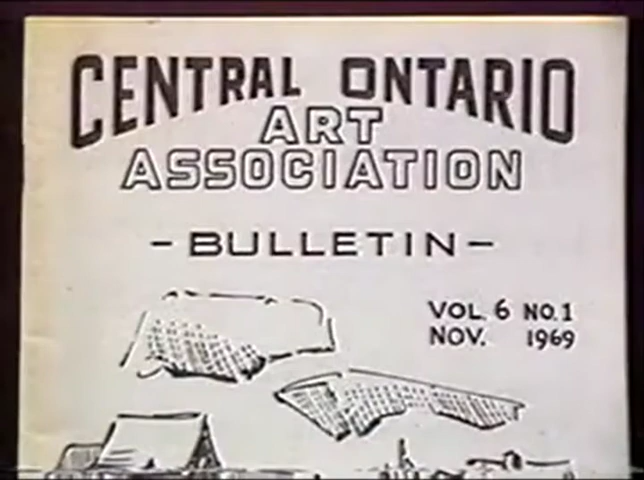 CENTRAL ONTARIO
ART
ASSOCIATION
- BULLETIN -
VOL. 6 NO. 1
NOV. 1969